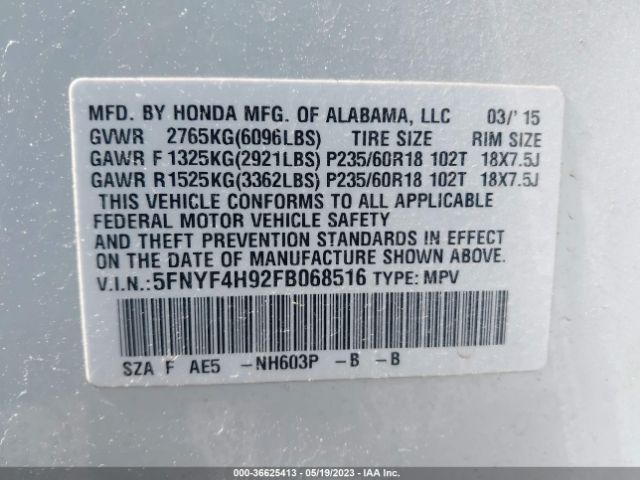 MFD. BY HONDA MFG. OF ALABAMA, LLC 03/'15
GVWR 2765KG(6096LBS) TIRE SIZE RIM SIZE
GAWR F 1325KG(2921LBS) P235/60R18 102T 18X7.5J
GAWR R1525KG(3362LBS) P235/60R18 102T 18X7.5J
THIS VEHICLE CONFORMS TO ALL APPLICABLE
FEDERAL MOTOR VEHICLE SAFETY
AND THEFT PREVENTION STANDARDS IN EFFECT
ON THE DATE OF MANUFACTURE SHOWN ABOVE.
V.I.N.:5FNYF4H92FB068516 TYPE: MPV
SZA F AE5 -NH603P -B -B
000-36625413 - 05/19/2023 - IAA Inc.